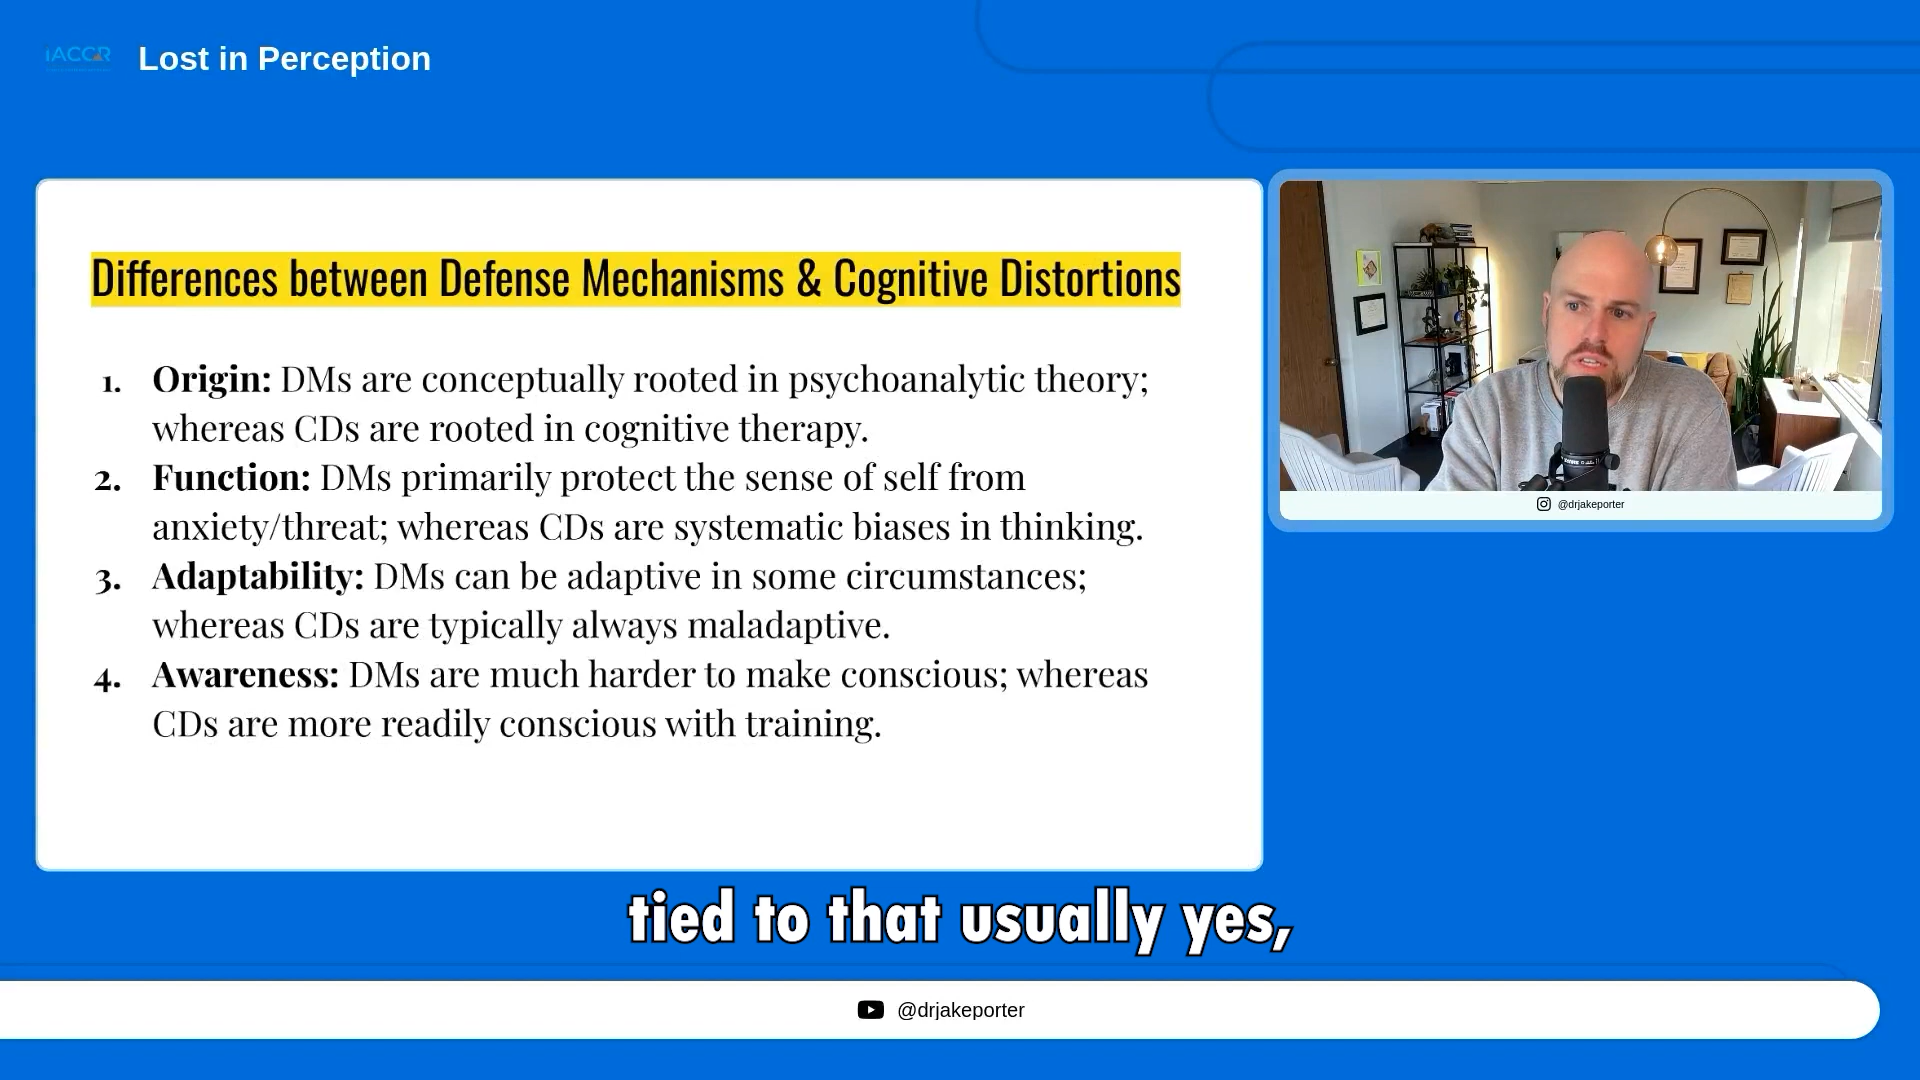 IACCR
Lost in Perception
Differences between Defense Mechanisms & Cognitive Distortions
1. Origin: DMs are conceptually rooted in psychoanalytic theory;
whereas CDs are rooted in cognitive therapy.
2. Function: DMs primarily protect the sense of self from
anxiety/threat; whereas CDs are systematic biases in thinking.
3. Adaptability: DMs can be adaptive in some circumstances;
whereas CDs are typically always maladaptive.
4. Awareness: DMs are much harder to make conscious; whereas
CDs are more readily conscious with training.
@drjakeporter
tied to that usually yes,
@drjakeporter